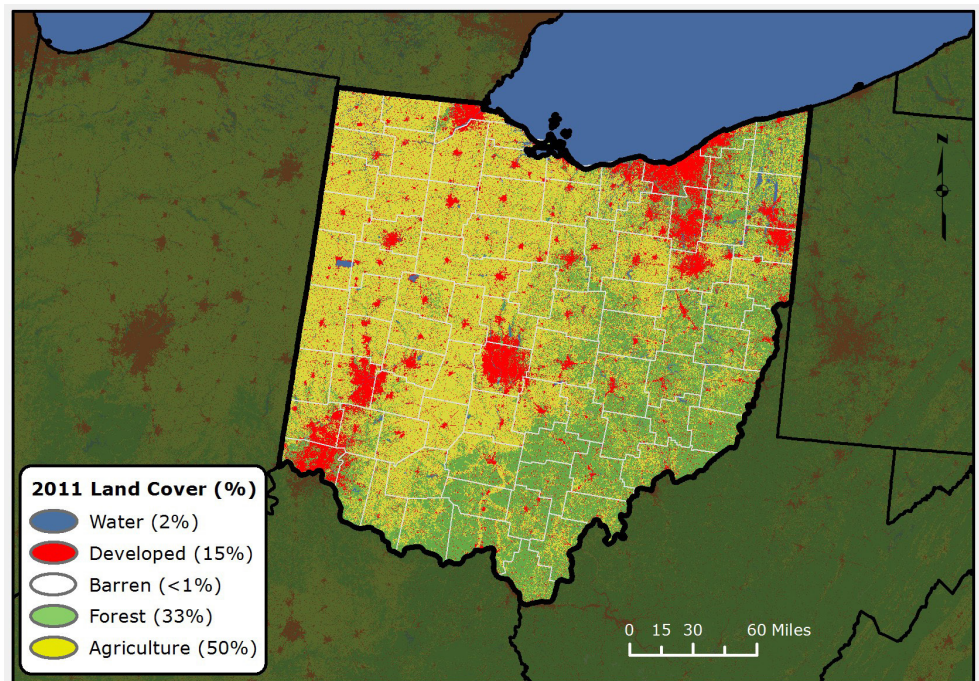 N
2011 Land Cover (%)
Water (2%)
Developed (15%)
Barren (<1%)
Forest (33%)
Agriculture (50%)
0 15 30 60 Miles